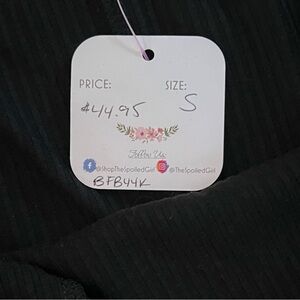 PRICE: SIZE:
$44.95 S
Follow Us:
@ShopTheSpoiledGirl @TheSpoiledGirl
BFB44K